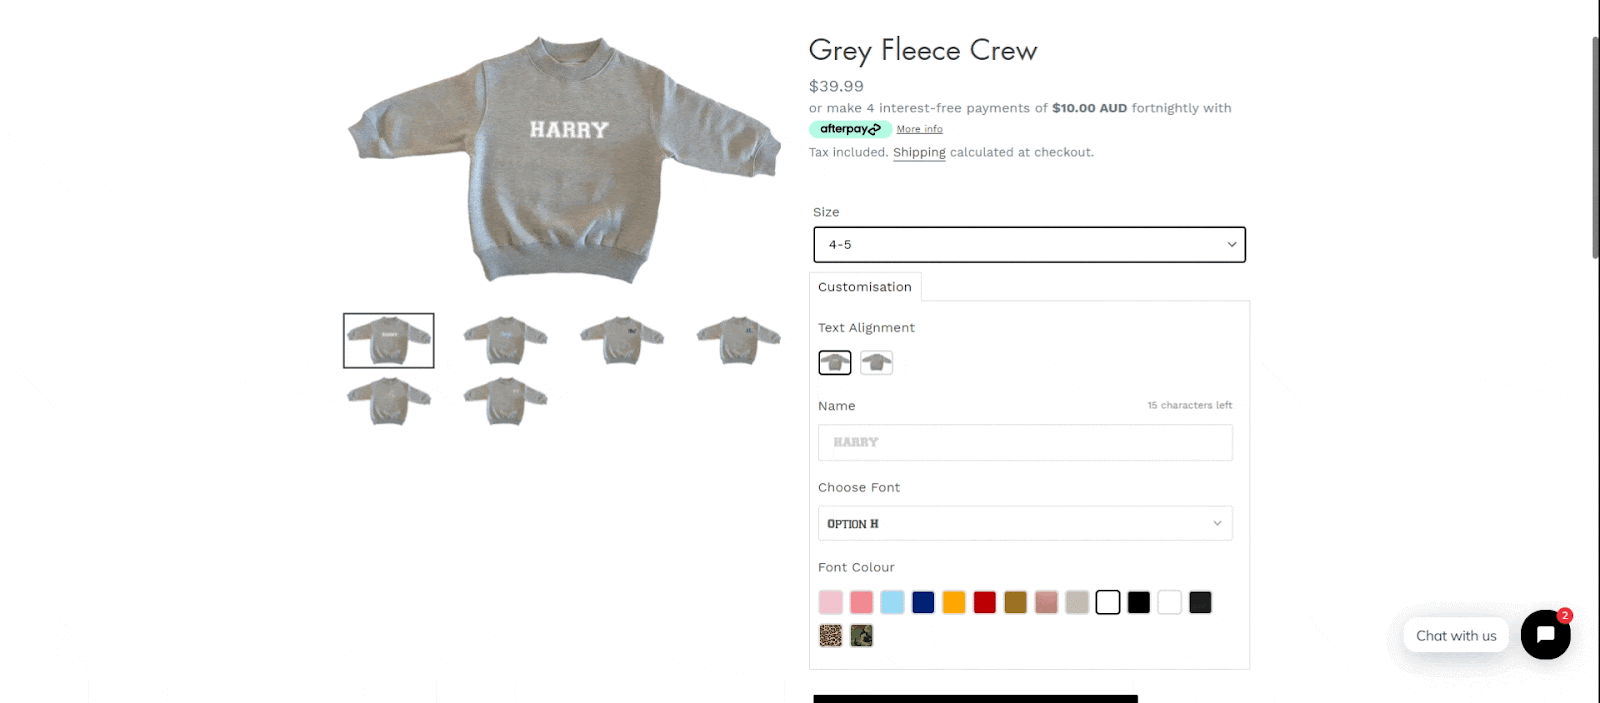 HARRY
Grey Fleece Crew
$39.99
or make 4 interest-free payments of $10.00 AUD fortnightly with
afterpay More info
Tax included. Shipping calculated at checkout.
Size
4-5
Customisation
Text Alignment
Name 15 characters left
HARRY
Choose Font
OPTION H
Font Colour
Chat with us
2